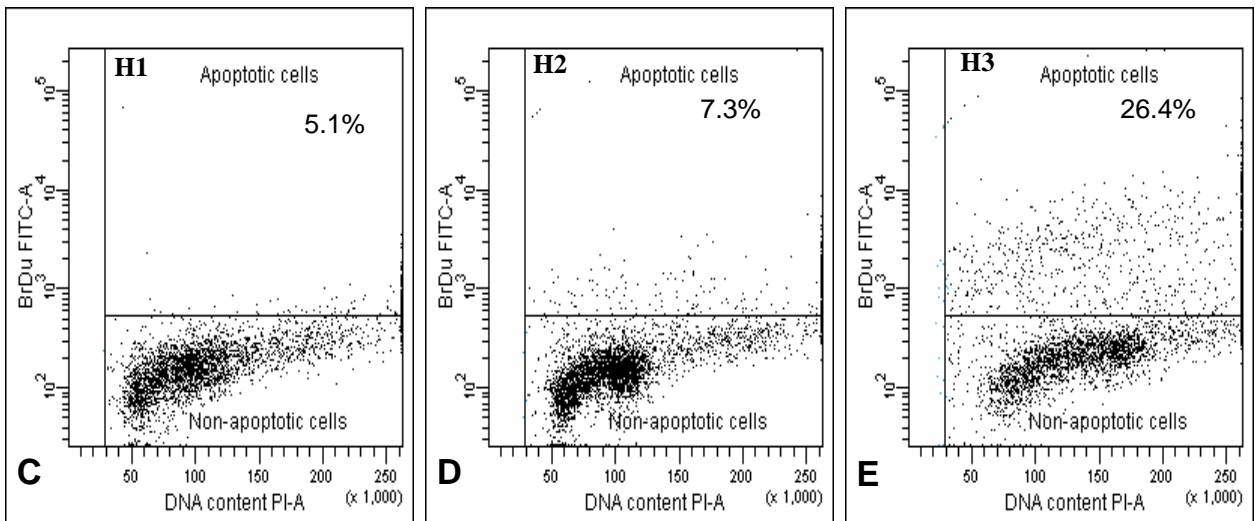 H1
Apoptotic cells
5.1%
10^5
10^4
10^3
10^2
BrDu FITC-A
Non-apoptotic cells
50 100 150 200 250
(x 1,000)
DNA content PI-A
C
H2
Apoptotic cells
7.3%
10^5
10^4
10^3
10^2
BrDu FITC-A
Non-apoptotic cells
50 100 150 200 250
(x 1,000)
DNA content PI-A
D
H3
Apoptotic cells
26.4%
10^5
10^4
10^3
10^2
BrDu FITC-A
Non-apoptotic cells
50 100 150 200 250
(x 1,000)
DNA content PI-A
E